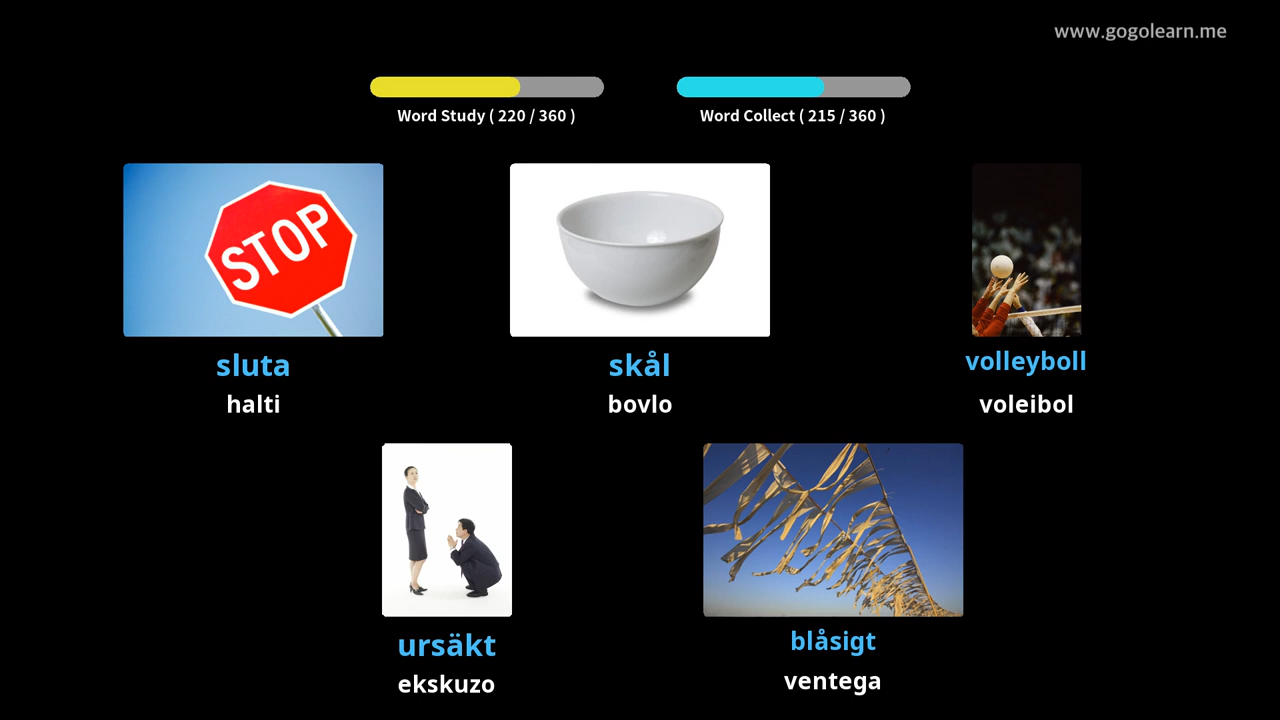 www.gogolearn.me
Word Study ( 220 / 360 )
Word Collect ( 215 / 360 )
STOP
sluta
halti
skål
bovlo
volleyboll
voleibol
ursäkt
ekskuzo
blåsigt
ventega